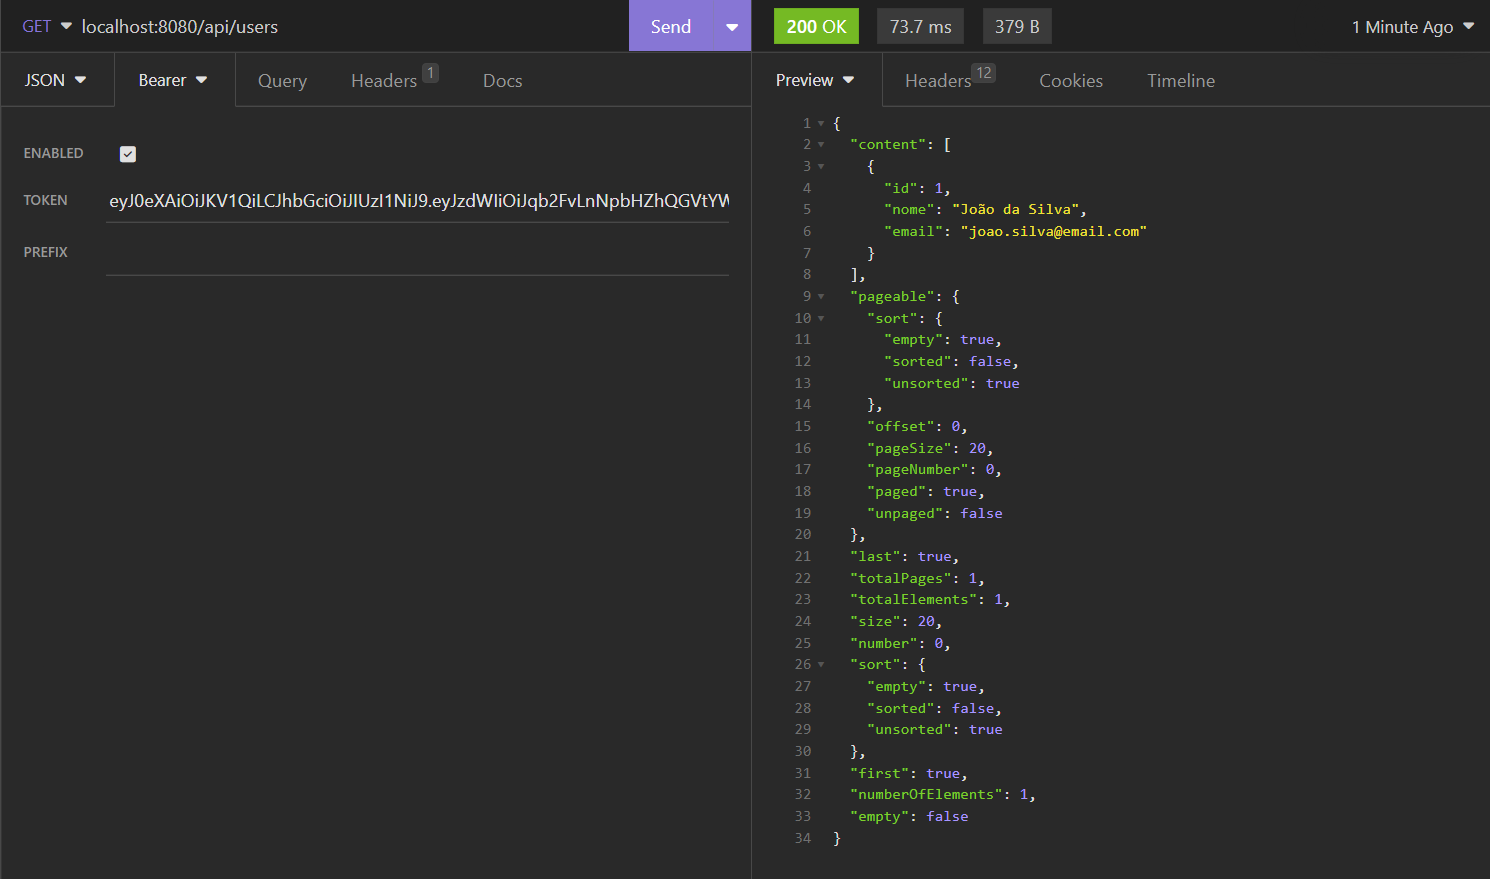 GET localhost:8080/api/users Send
JSON Bearer Query Headers 1 Docs
ENABLED
TOKEN eyJ0eXAiOiJKV1QiLCJhbGciOiJIUzI1NiJ9.eyJzdWIiOiJqb2FvLnNpbHZhQGVtYW
PREFIX
200 OK 73.7 ms 379 B 1 Minute Ago
Preview Headers 12 Cookies Timeline
1 {
2 "content": [
3 {
4 "id": 1,
5 "nome": "João da Silva",
6 "email": "joao.silva@email.com"
7 }
8 ],
9 "pageable": {
10 "sort": {
11 "empty": true,
12 "sorted": false,
13 "unsorted": true
14 },
15 "offset": 0,
16 "pageSize": 20,
17 "pageNumber": 0,
18 "paged": true,
19 "unpaged": false
20 },
21 "last": true,
22 "totalPages": 1,
23 "totalElements": 1,
24 "size": 20,
25 "number": 0,
26 "sort": {
27 "empty": true,
28 "sorted": false,
29 "unsorted": true
30 },
31 "first": true,
32 "numberOfElements": 1,
33 "empty": false
34 }